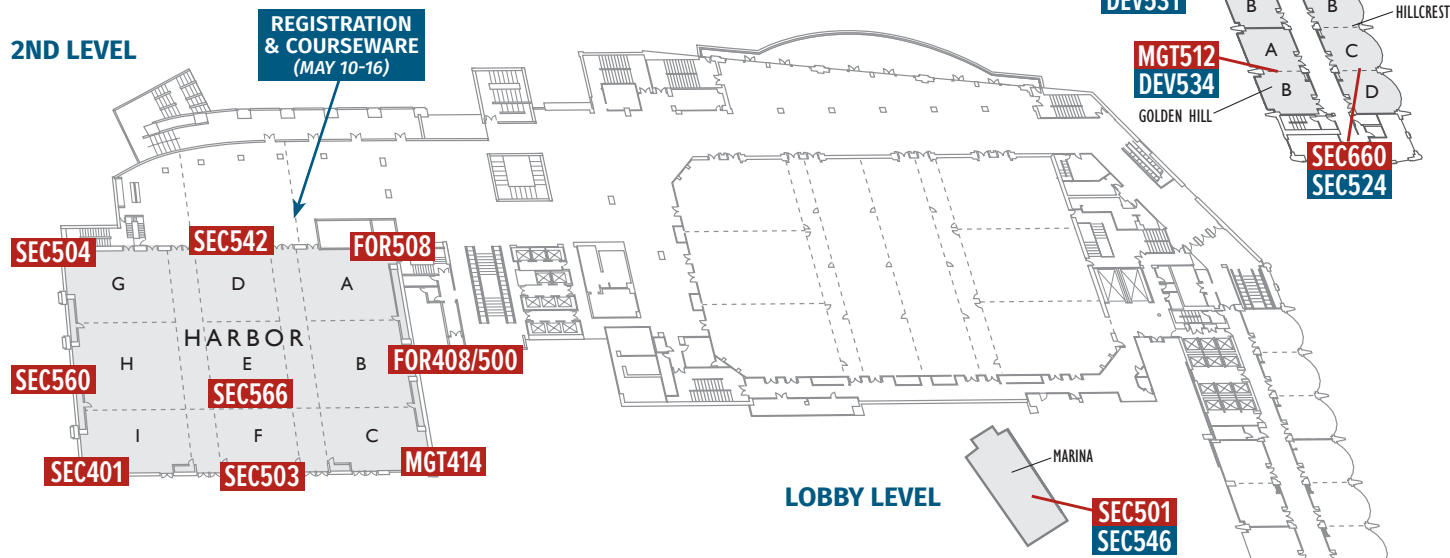 2ND LEVEL
REGISTRATION
& COURSEWARE
(MAY 10-16)
DEV531
B
B
HILLCREST
A
C
MGT512
DEV534
B
D
GOLDEN HILL
SEC660
SEC524
SEC504
SEC542
FOR508
G
D
A
HARBOR
H
E
B
FOR408/500
SEC560
SEC566
I
F
C
SEC401
SEC503
MGT414
MARINA
LOBBY LEVEL
SEC501
SEC546